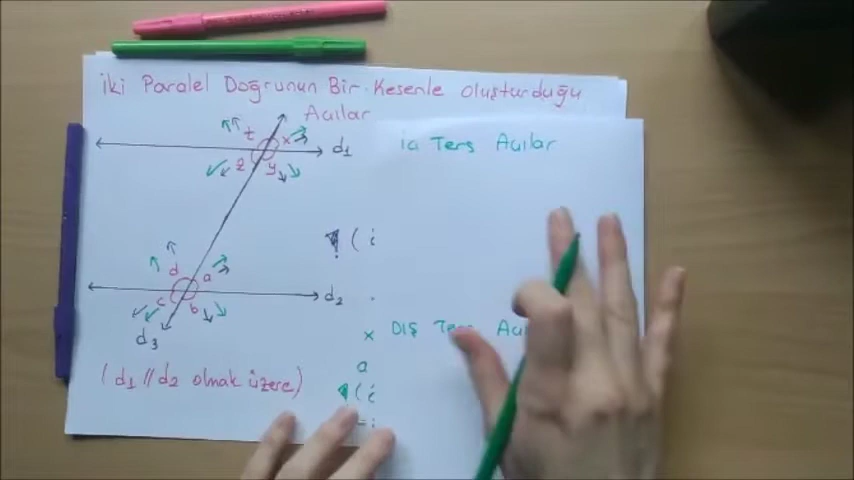 iki Paralel Doğrunun Bir Kesenle oluşturduğu
Açılar
t x d1
z y
d a
c b d2
d3
(d1 // d2 olmak üzere)
iç Ters Açılar
Dış Ters
x
a